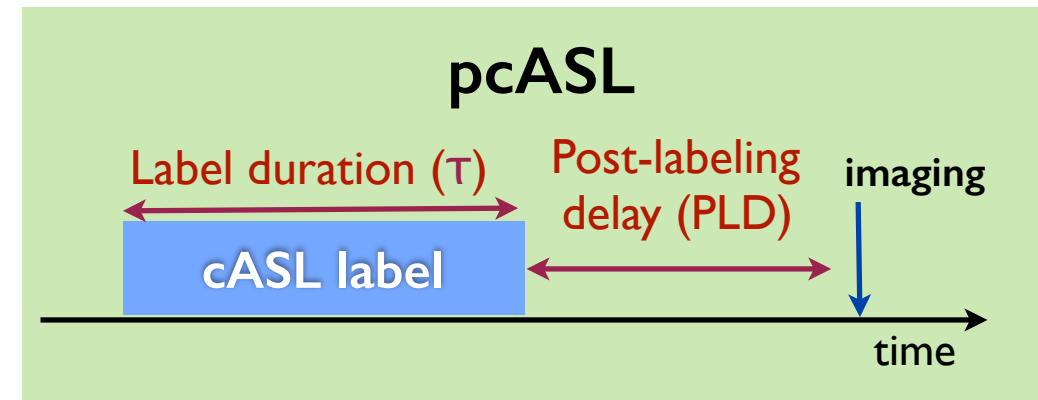 pcASL
Label duration (τ)
Post-labeling
delay (PLD)
imaging
cASL label
time